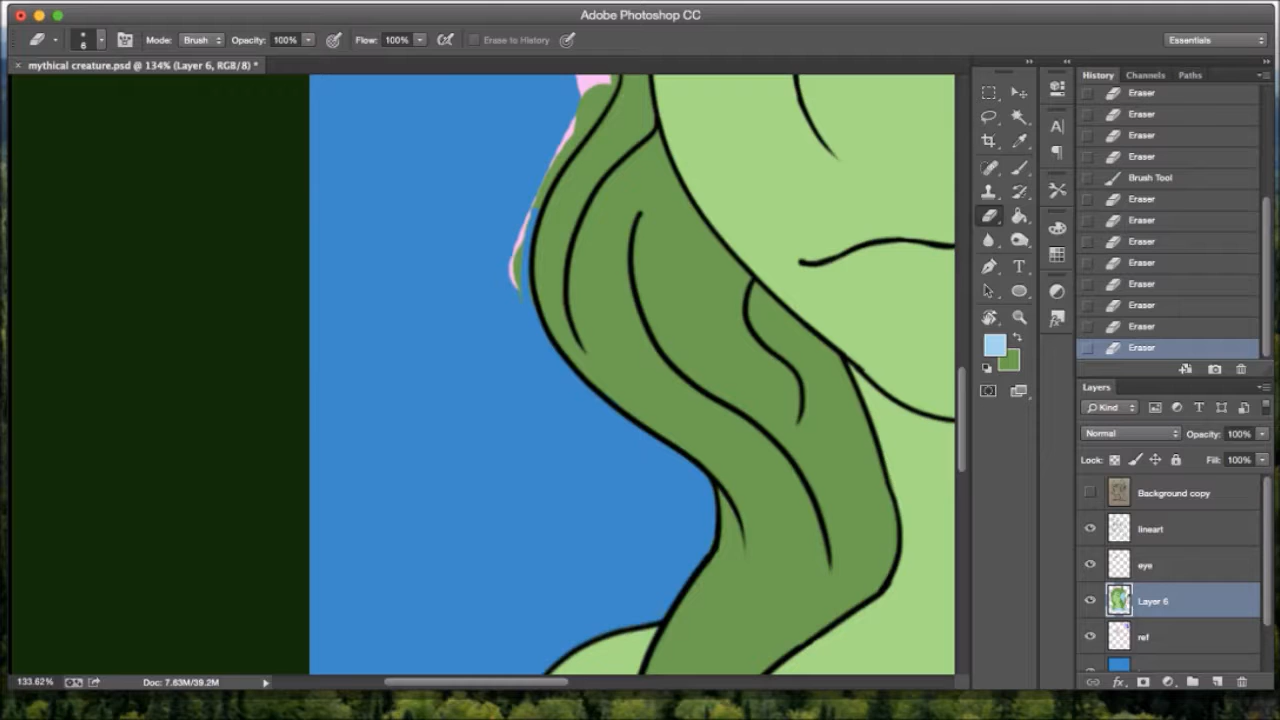 Adobe Photoshop CC
6 Mode: Brush Opacity: 100% Flow: 100% Erase to History Essentials
mythical creature.psd @ 134% (Layer 6, RGB/8) *
History Channels Paths
Eraser
Eraser
Eraser
Eraser
Brush Tool
Eraser
Eraser
Eraser
Eraser
Eraser
Eraser
Eraser
Eraser
Layers
Kind
Normal Opacity: 100%
Lock: Fill: 100%
Background copy
lineart
eye
Layer 6
ref
133.62% Doc: 7.63M/39.2M